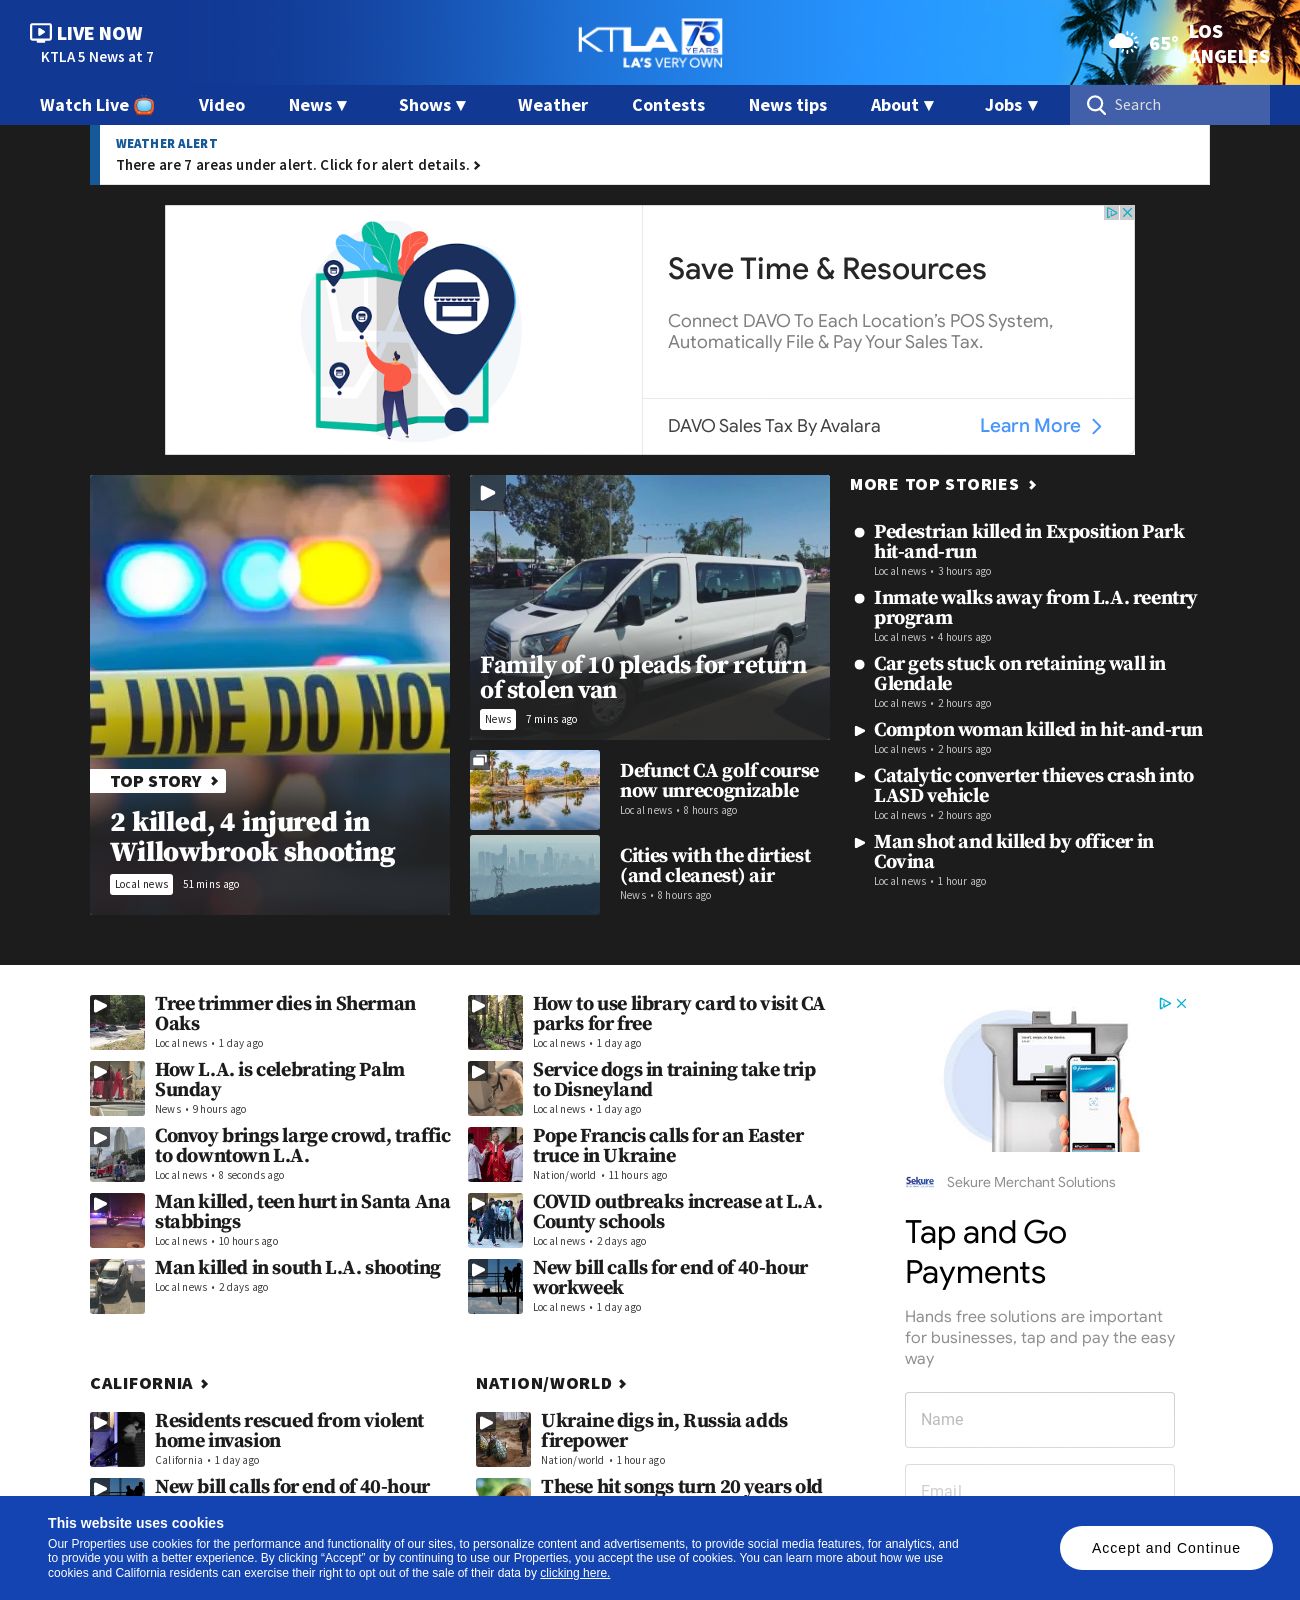 LIVE NOW
KTLA 5 News at 7
KTLA 75
YEARS
LA'S VERY OWN
65°
LOS
ANGELES
Watch Live Video News ▼ Shows ▼ Weather Contests News tips About ▼ Jobs ▼ Search
WEATHER ALERT
There are 7 areas under alert. Click for alert details.
Save Time & Resources
Connect DAVO To Each Location's POS System,
Automatically File & Pay Your Sales Tax.
DAVO Sales Tax By Avalara Learn More
E LINE DO NOT
TOP STORY
2 killed, 4 injured in
Willowbrook shooting
Local news 51 mins ago
Family of 10 pleads for return
of stolen van
News 7 mins ago
Defunct CA golf course
now unrecognizable
Local news • 8 hours ago
Cities with the dirtiest
(and cleanest) air
News • 8 hours ago
MORE TOP STORIES
Pedestrian killed in Exposition Park
hit-and-run
Local news • 3 hours ago
Inmate walks away from L.A. reentry
program
Local news • 4 hours ago
Car gets stuck on retaining wall in
Glendale
Local news • 2 hours ago
Compton woman killed in hit-and-run
Local news • 2 hours ago
Catalytic converter thieves crash into
LASD vehicle
Local news • 2 hours ago
Man shot and killed by officer in
Covina
Local news • 1 hour ago
Tree trimmer dies in Sherman
Oaks
Local news • 1 day ago
How L.A. is celebrating Palm
Sunday
News • 9 hours ago
Convoy brings large crowd, traffic
to downtown L.A.
Local news • 8 seconds ago
Man killed, teen hurt in Santa Ana
stabbings
Local news • 10 hours ago
Man killed in south L.A. shooting
Local news • 2 days ago
How to use library card to visit CA
parks for free
Local news • 1 day ago
Service dogs in training take trip
to Disneyland
Local news • 1 day ago
Pope Francis calls for an Easter
truce in Ukraine
Nation/world • 11 hours ago
COVID outbreaks increase at L.A.
County schools
Local news • 2 days ago
New bill calls for end of 40-hour
workweek
Local news • 1 day ago
VISA
Sekure
Sekure Merchant Solutions
Tap and Go
Payments
Hands free solutions are important
for businesses, tap and pay the easy
way
Name
Email
CALIFORNIA
Residents rescued from violent
home invasion
California • 1 day ago
New bill calls for end of 40-hour
NATION/WORLD
Ukraine digs in, Russia adds
firepower
Nation/world • 1 hour ago
These hit songs turn 20 years old
This website uses cookies
Our Properties use cookies for the performance and functionality of our sites, to personalize content and advertisements, to provide social media features, for analytics, and
to provide you with a better experience. By clicking “Accept” or by continuing to use our Properties, you accept the use of cookies. You can learn more about how we use
cookies and California residents can exercise their right to opt out of the sale of their data by clicking here.
Accept and Continue